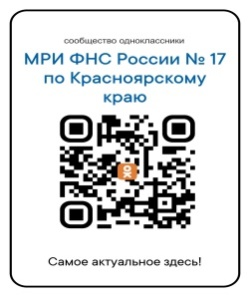 сообщество одноклассники
МРИ ФНС России № 17
по Красноярскому
краю
Самое актуальное здесь!